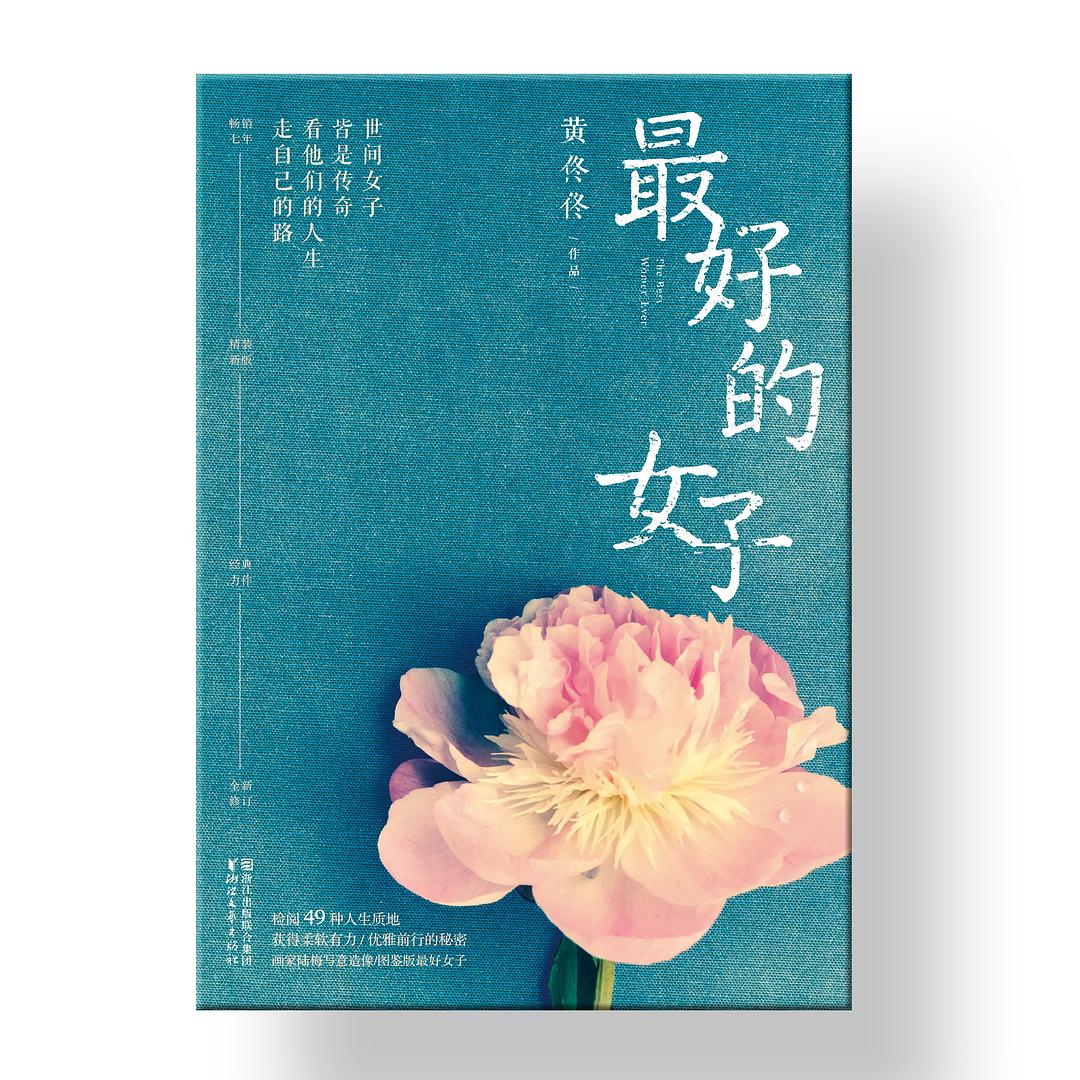 最好的女子
The Best
Women Ever!
黄佟佟
/作品/
世间女子
皆是传奇
看他们的人生
走自己的路
畅销
七年
精装
新版
经典
力作
全新
修订
检阅49种人生质地
获得柔软有力/优雅前行的秘密
画家陆梅写意造像/图鉴版最好女子
浙江出版联合集团
浙江文艺出版社